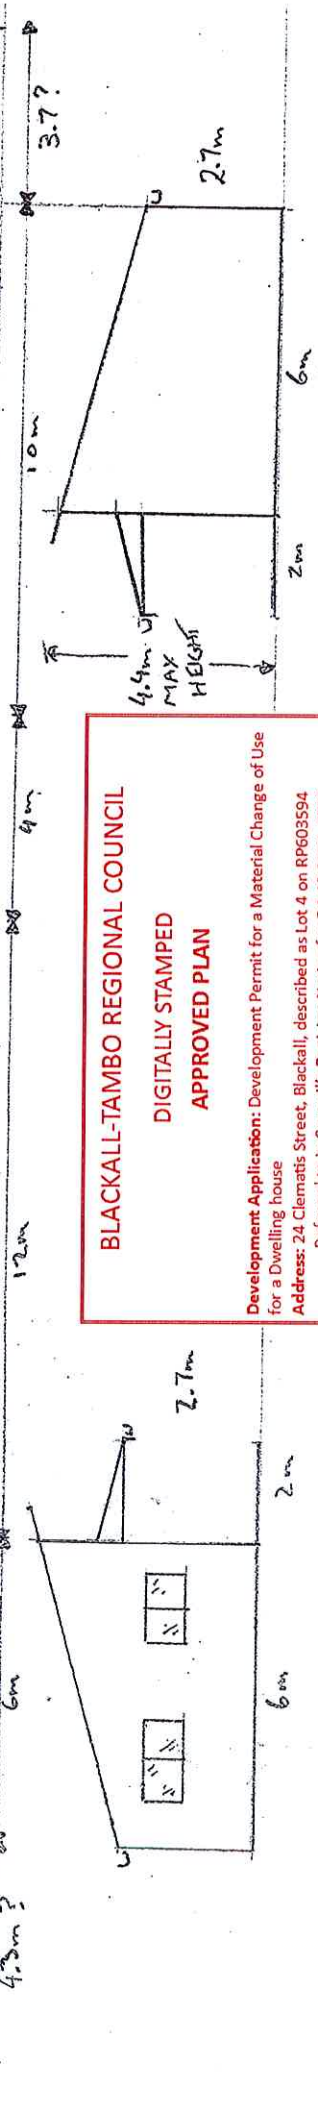 4.3m? 6m 12m 4m 10m 3.7?
4.4m
MAX
HEIGHT
2.7m
2.7m
6m 2m
2m 6m
BLACKALL-TAMBO REGIONAL COUNCIL
DIGITALLY STAMPED
APPROVED PLAN
Development Application: Development Permit for a Material Change of Use
for a Dwelling house
Address: 24 Clematis Street, Blackall, described as Lot 4 on RP603594